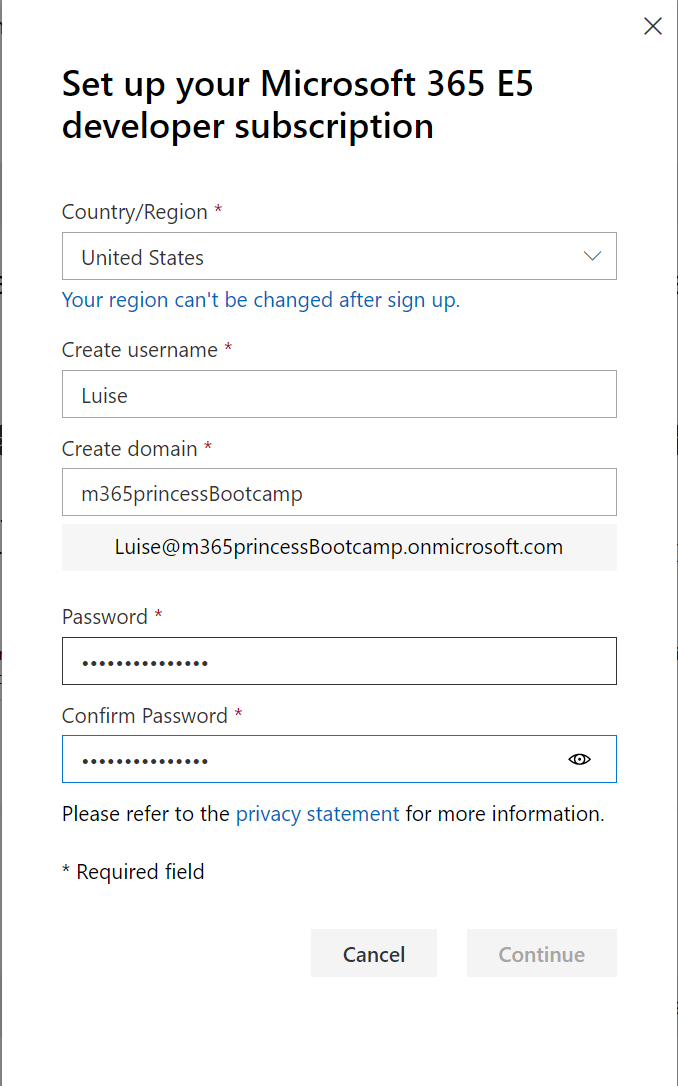 Set up your Microsoft 365 E5
developer subscription
Country/Region *
United States
Your region can't be changed after sign up.
Create username *
Luise
Create domain *
m365princessBootcamp
Luise@m365princessBootcamp.onmicrosoft.com
Password *
•••••••••••••••
Confirm Password *
•••••••••••••••
Please refer to the privacy statement for more information.
* Required field
Cancel Continue